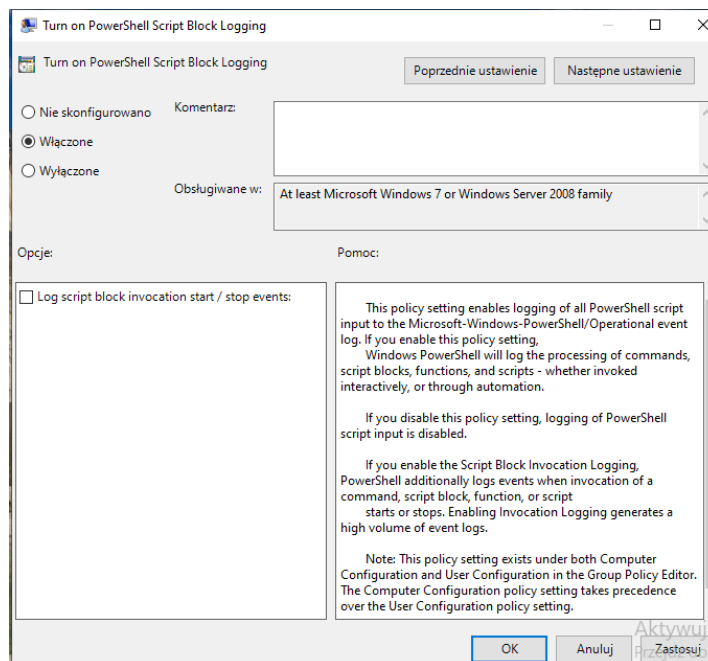 Turn on PowerShell Script Block Logging
Turn on PowerShell Script Block Logging
Poprzednie ustawienie
Następne ustawienie
Nie skonfigurowano
Komentarz:
Włączone
Wyłączone
Obsługiwane w:
At least Microsoft Windows 7 or Windows Server 2008 family
Opcje:
Pomoc:
Log script block invocation start / stop events:
This policy setting enables logging of all PowerShell script
input to the Microsoft-Windows-PowerShell/Operational event
log. If you enable this policy setting,
Windows PowerShell will log the processing of commands,
script blocks, functions, and scripts - whether invoked
interactively, or through automation.
If you disable this policy setting, logging of PowerShell
script input is disabled.
If you enable the Script Block Invocation Logging,
PowerShell additionally logs events when invocation of a
command, script block, function, or script
starts or stops. Enabling Invocation Logging generates a
high volume of event logs.
Note: This policy setting exists under both Computer
Configuration and User Configuration in the Group Policy Editor.
The Computer Configuration policy setting takes precedence
over the User Configuration policy setting.
Aktywuj
OK
Anuluj
Zastosuj